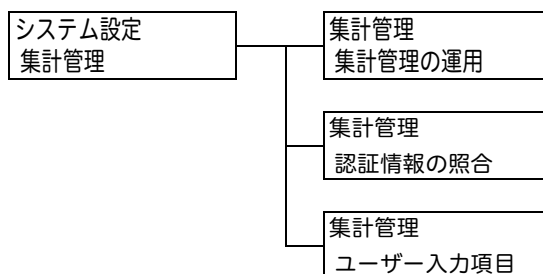 システム設定
集計管理
集計管理
集計管理の運用
集計管理
認証情報の照合
集計管理
ユーザー入力項目